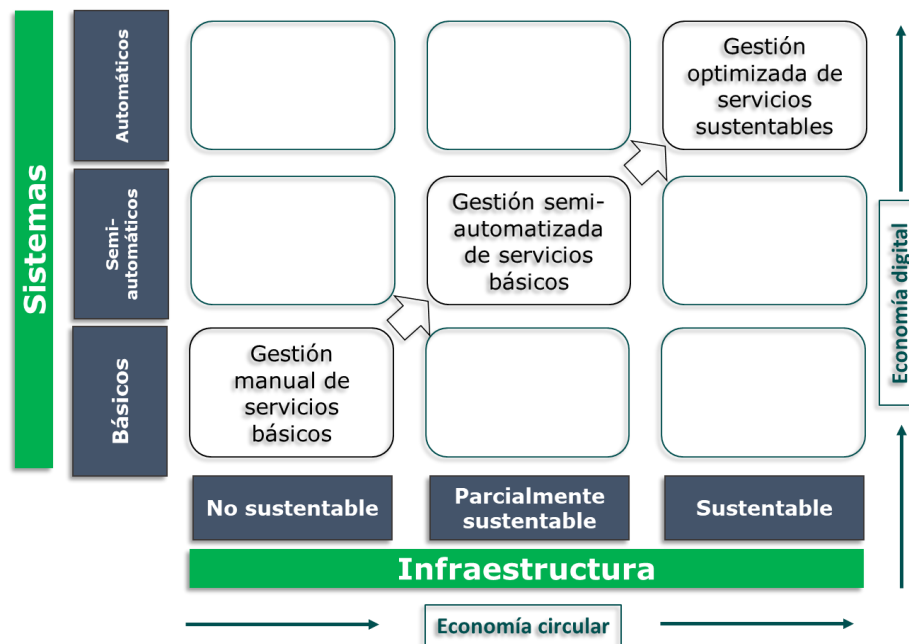 Sistemas
Automáticos
Gestión
optimizada de
servicios
sustentables
Semi-
automáticos
Gestión semi-
automatizada
de servicios
básicos
Básicos
Gestión
manual de
servicios
básicos
No sustentable
Parcialmente
sustentable
Sustentable
Infraestructura
Economía circular
Economía digital